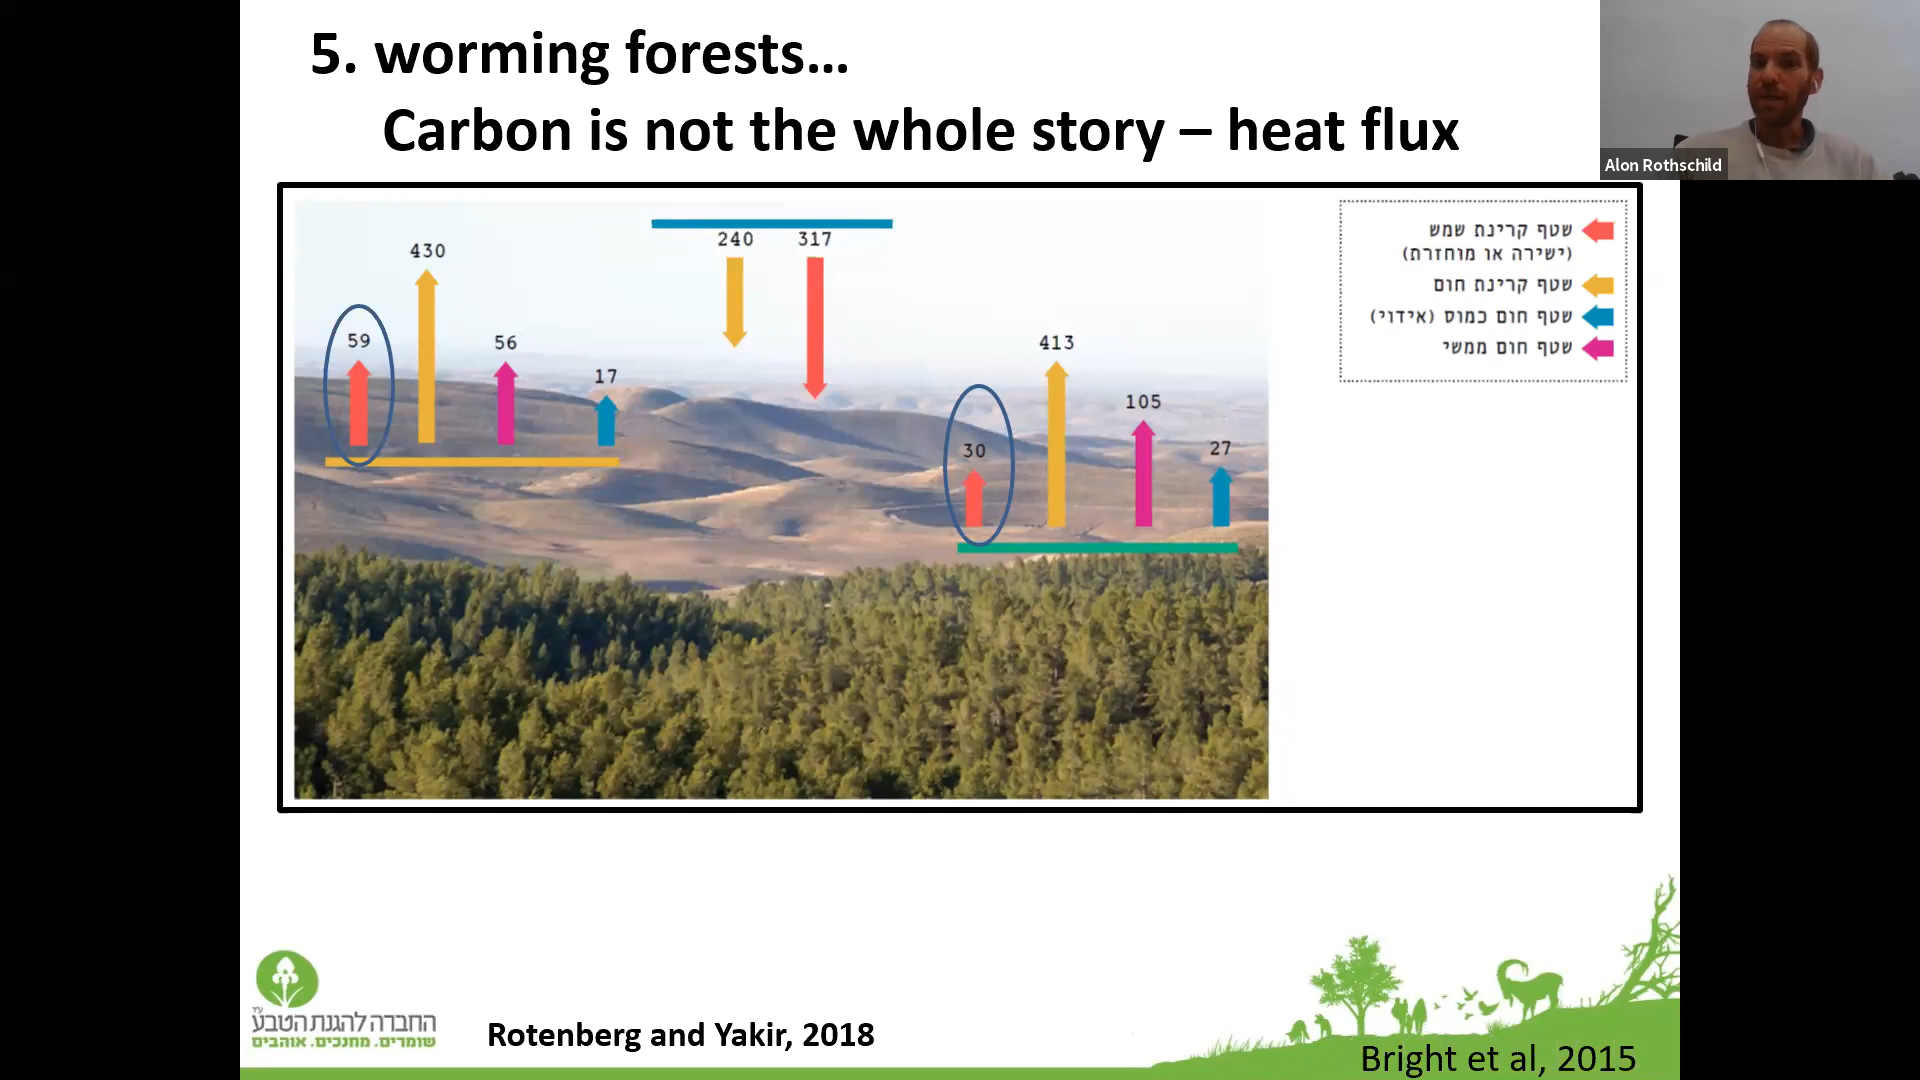 5. worming forests...
Carbon is not the whole story – heat flux
Alon Rothschild
240
317
430
59
56
17
413
105
30
27
שטף קרינת שמש
(ישירה או מוחזרת)
שטף קרינת חום
שטף חום כמוס (אידוי)
שטף חום ממשי
החברה להגנת הטבע
ע״ר
שומרים. מחנכים. אוהבים
Rotenberg and Yakir, 2018
Bright et al, 2015